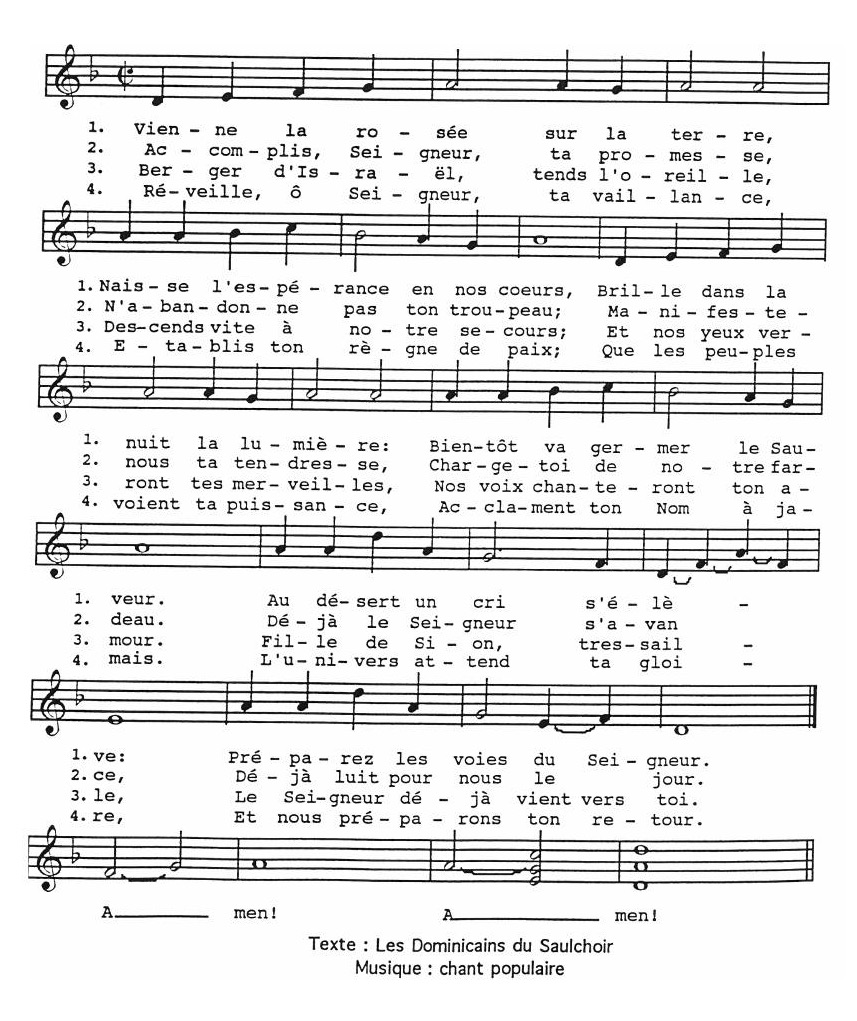 1. Vien - ne la ro - sée sur la ter - re,
2. Ac - com - plis, Sei - gneur, ta pro - mes - se,
3. Ber - ger d'Is - ra - ël, tends l'o - reil - le,
4. Ré - veille, ô Sei - gneur, ta vail - lan - ce,
1. Nais - se l'es - pé - rance en nos coeurs, Bril - le dans la
2. N'a - ban - don - ne pas ton trou - peau; Ma - ni - fes - te -
3. Des - cends vite à no - tre se - cours; Et nos yeux ver -
4. E - ta - blis ton rè - gne de paix; Que les peu - ples
1. nuit la lu - miè - re: Bien - tôt va ger - mer le Sau -
2. nous ta ten - dres - se, Char - ge - toi de no - tre far -
3. ront tes mer - veil - les, Nos voix chan - te - ront ton a -
4. voient ta puis - san - ce, Ac - cla - ment ton Nom à ja -
1. veur. Au dé - sert un cri s'é - lè -
2. deau. Dé - jà le Sei - gneur s'a - van
3. mour. Fil - le de Si - on, tres - sail -
4. mais. L'u - ni - vers at - tend ta gloi -
1. ve: Pré - pa - rez les voies du Sei - gneur.
2. ce, Dé - jà luit pour nous le jour.
3. le, Le Sei - gneur dé - jà vient vers toi.
4. re, Et nous pré - pa - rons ton re - tour.
A______ men! A______ men!
Texte : Les Dominicains du Saulchoir
Musique : chant populaire